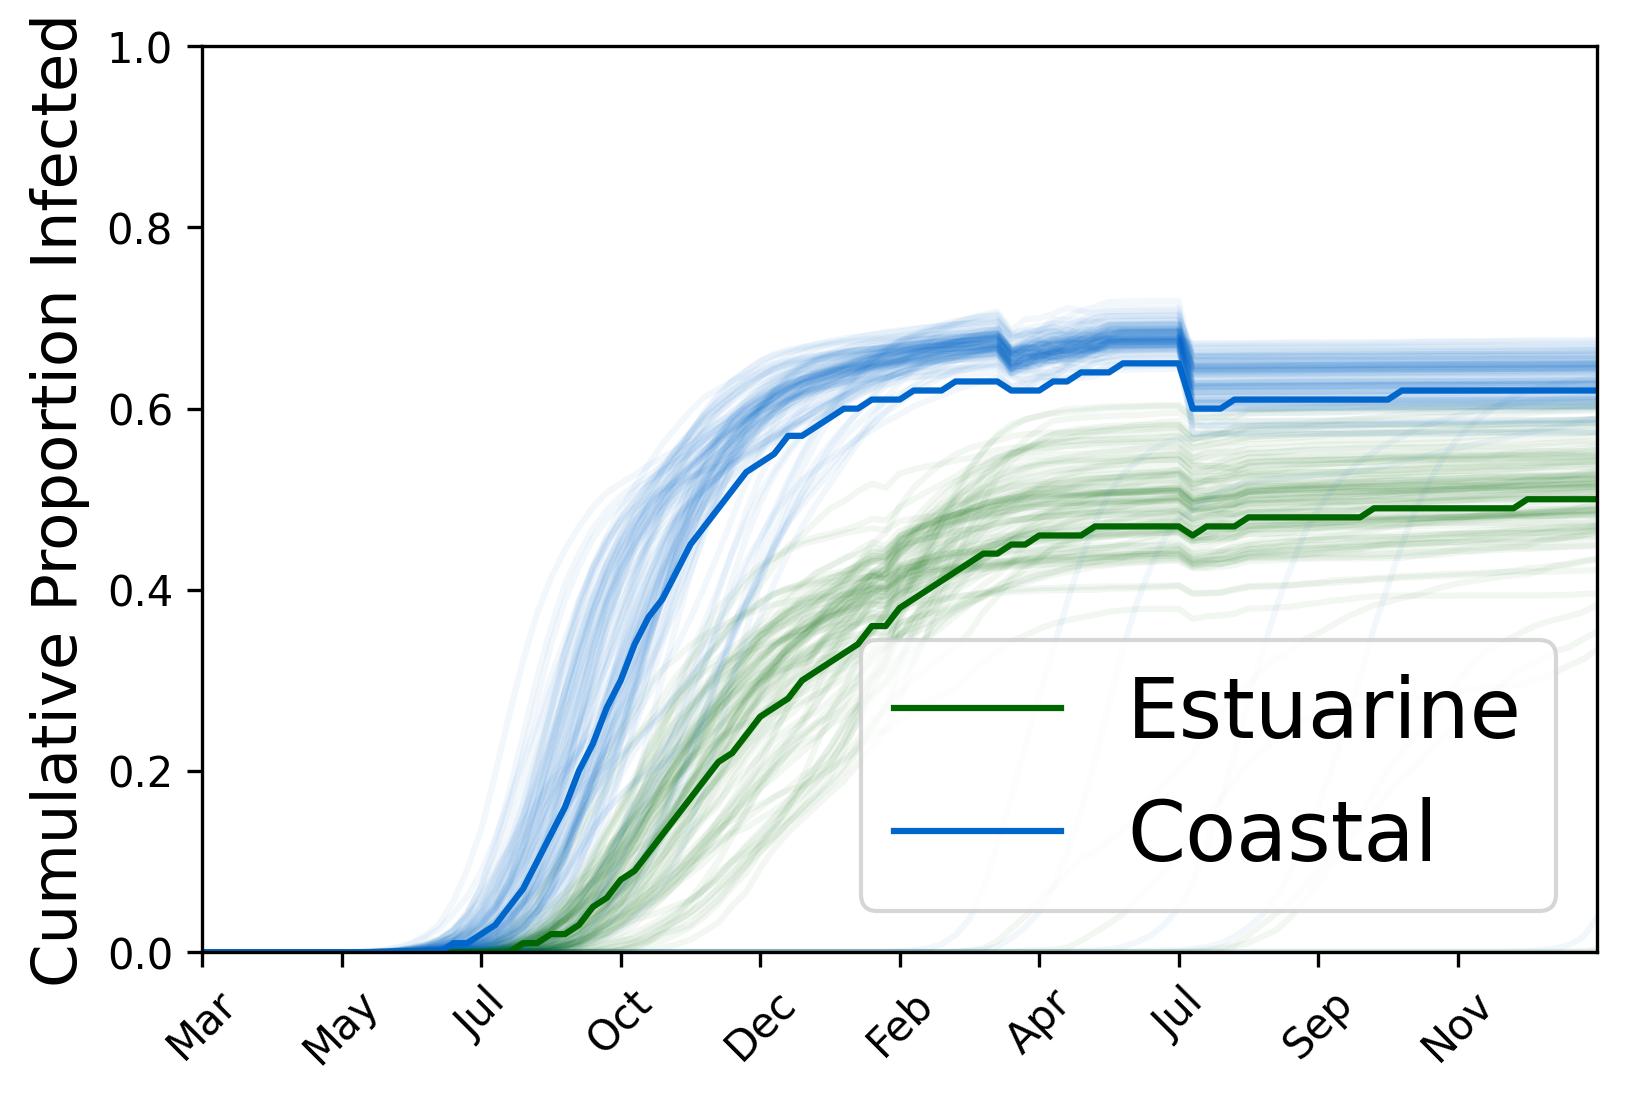 Cumulative Proportion Infected
1.0
0.8
0.6
0.4
0.2
0.0
Mar
May
Jul
Oct
Dec
Feb
Apr
Jul
Sep
Nov
Estuarine
Coastal